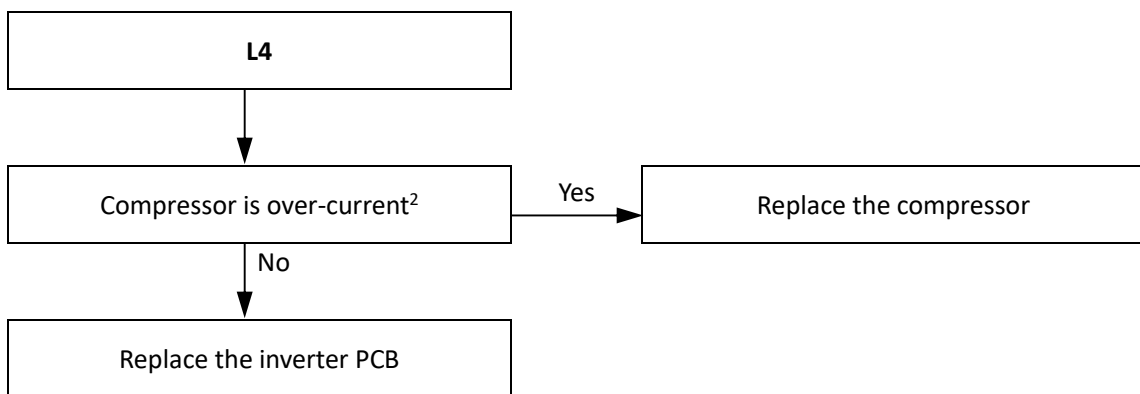 L4
Compressor is over-current²
Yes
Replace the compressor
No
Replace the inverter PCB